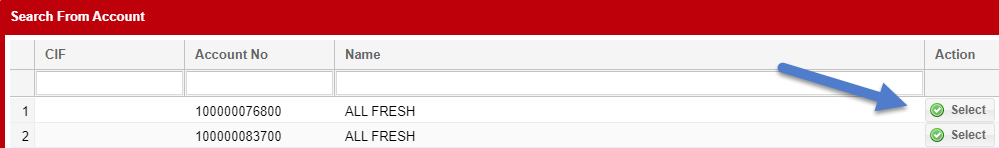 Search From Account
CIF Account No Name Action
1 100000076800 ALL FRESH Select
2 100000083700 ALL FRESH Select